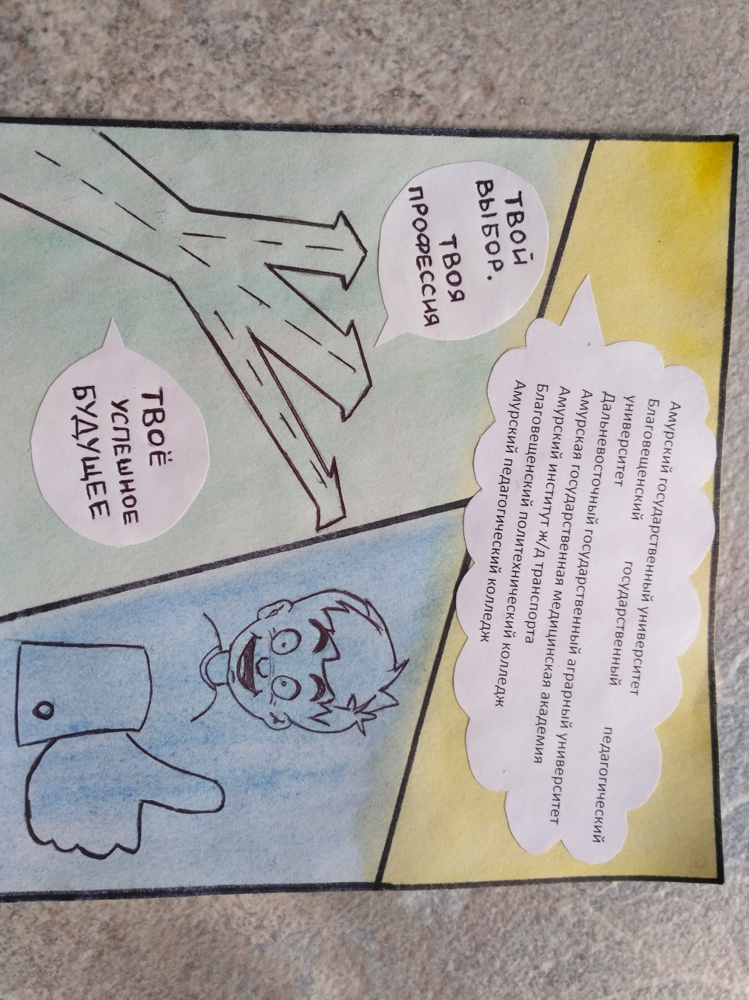 Амурский государственный университет
Благовещенский государственный педагогический
университет
Дальневосточный государственный аграрный университет
Амурская государственная медицинская академия
Амурский институт ж/д транспорта
Благовещенский политехнический колледж
Амурский педагогический колледж
ТВОЙ
ВЫБОР.
ТВОЯ
ПРОФЕССИЯ
ТВОЁ
УСПЕШНОЕ
БУДУЩЕЕ